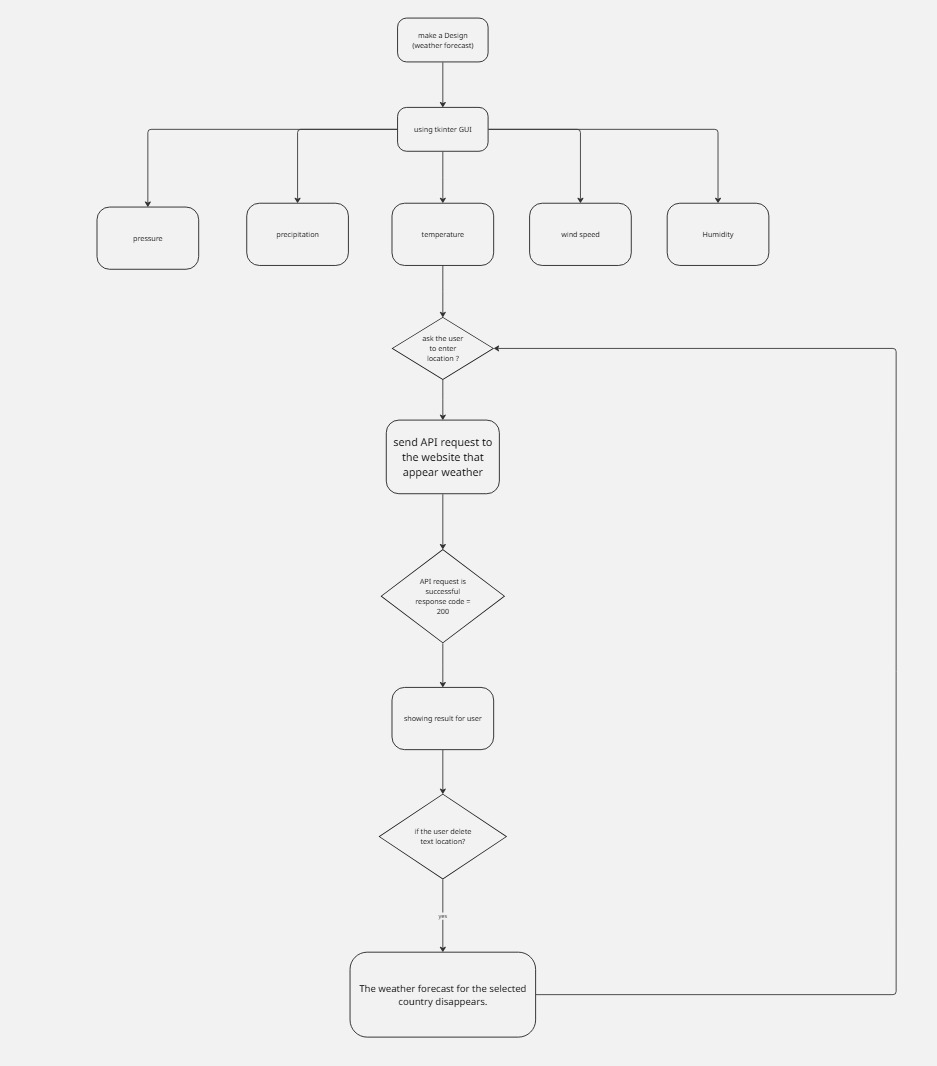 make a Design
(weather forecast)
using tkinter GUI
pressure
precipitation
temperature
wind speed
Humidity
ask the user
to enter
location ?
send API request to
the website that
appear weather
API request is
successful
response code =
200
showing result for user
if the user delete
text location?
yes
The weather forecast for the selected
country disappears.